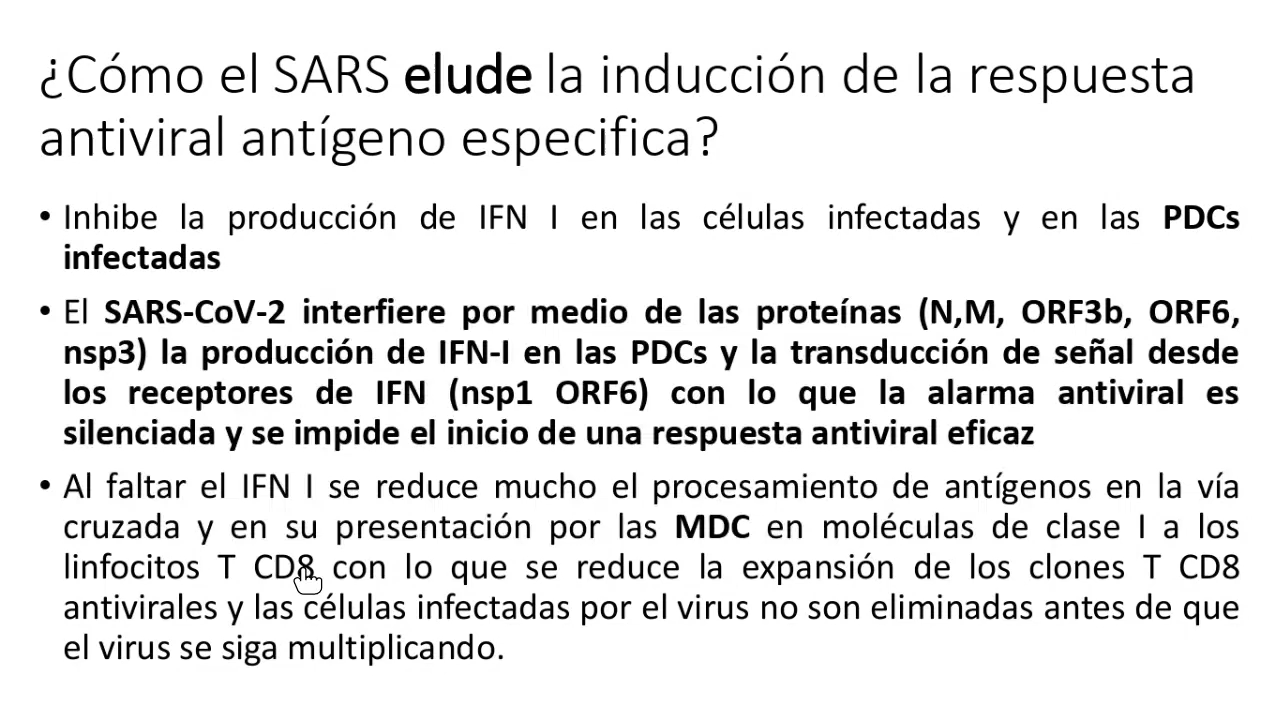 ¿Cómo el SARS elude la inducción de la respuesta
antiviral antígeno especifica?
• Inhibe la producción de IFN I en las células infectadas y en las PDCs
infectadas
• El SARS-CoV-2 interfiere por medio de las proteínas (N,M, ORF3b, ORF6,
nsp3) la producción de IFN-I en las PDCs y la transducción de señal desde
los receptores de IFN (nsp1 ORF6) con lo que la alarma antiviral es
silenciada y se impide el inicio de una respuesta antiviral eficaz
• Al faltar el IFN I se reduce mucho el procesamiento de antígenos en la vía
cruzada y en su presentación por las MDC en moléculas de clase I a los
linfocitos T CD8 con lo que se reduce la expansión de los clones T CD8
antivirales y las células infectadas por el virus no son eliminadas antes de que
el virus se siga multiplicando.